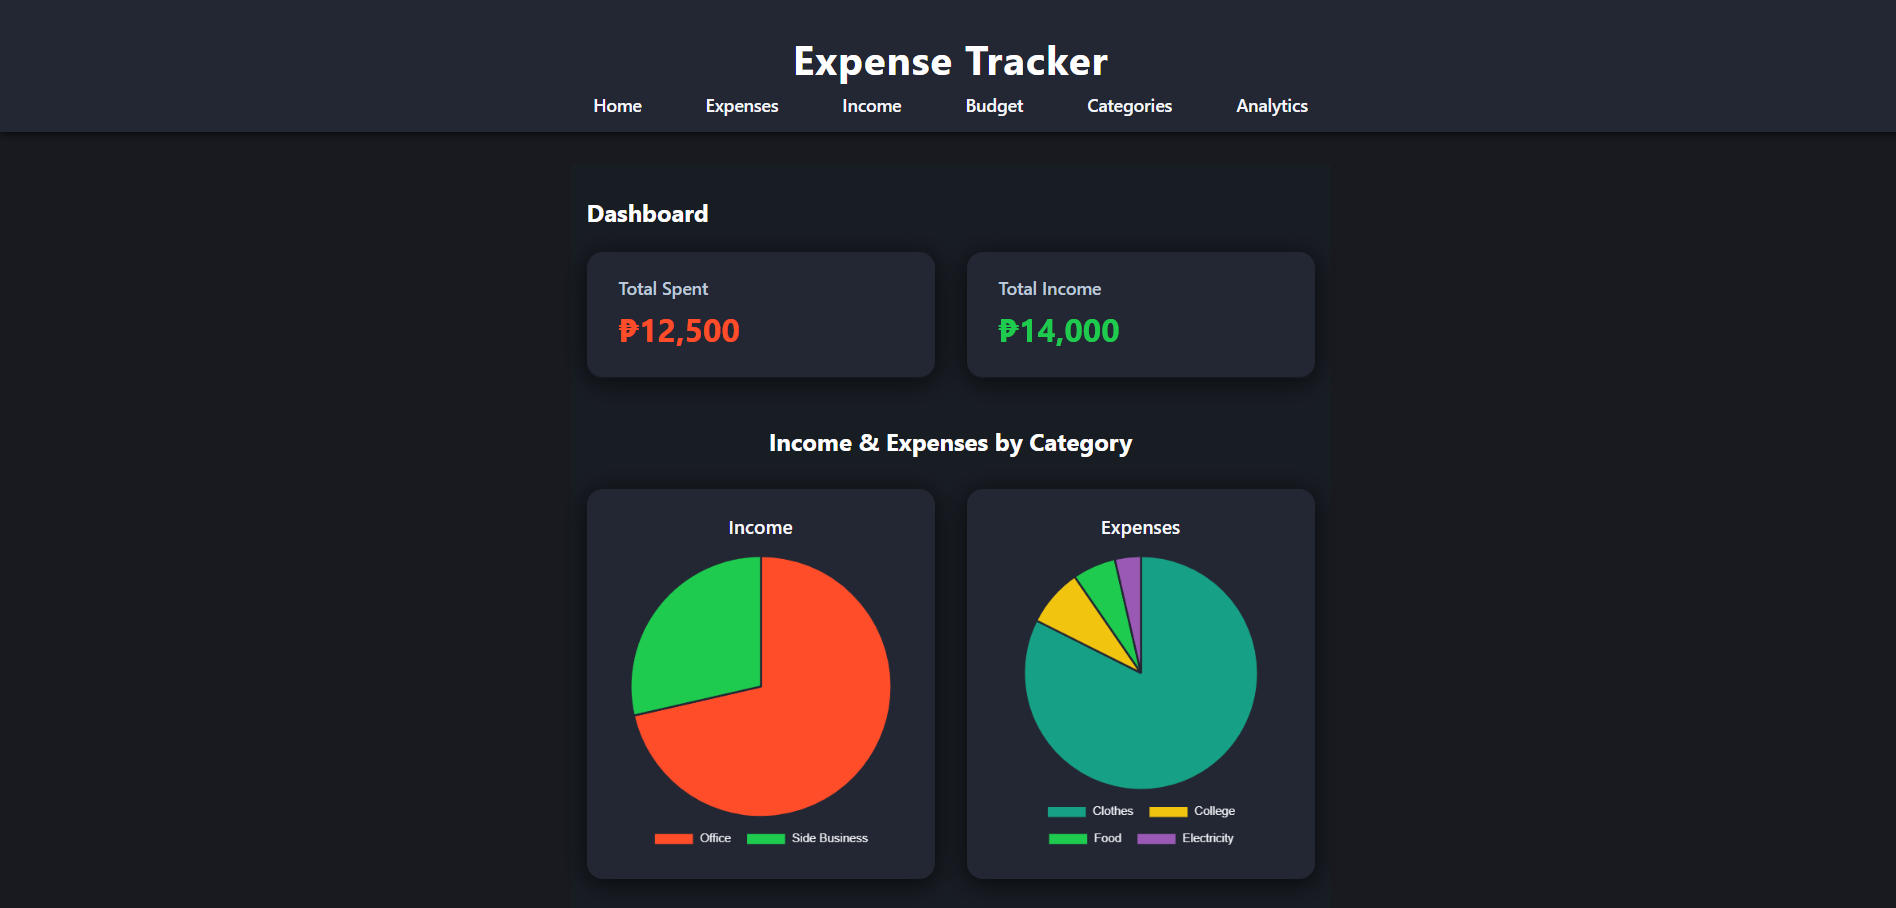 Expense Tracker
Home Expenses Income Budget Categories Analytics
Dashboard
Total Spent
₱12,500
Total Income
₱14,000
Income & Expenses by Category
Income
Office Side Business
Expenses
Clothes College
Food Electricity